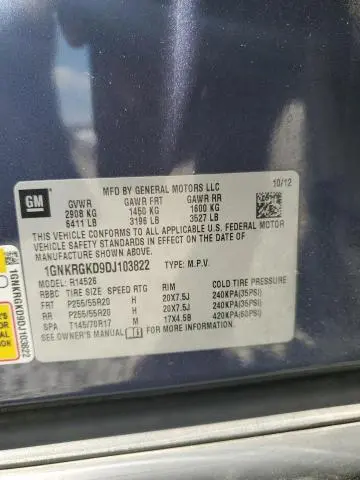 GM
MFD BY GENERAL MOTORS LLC
10/12
GVWR GAWR FRT GAWR RR
2908 KG 1450 KG 1600 KG
6411 LB 3196 LB 3527 LB
THIS VEHICLE CONFORMS TO ALL APPLICABLE U.S. FEDERAL MOTOR
VEHICLE SAFETY STANDARDS IN EFFECT ON THE DATE OF
MANUFACTURE SHOWN ABOVE.
1GNKRGKD9DJ103822 TYPE: M.P.V.
MODEL: R14526
RBBC TIRE SIZE SPEED RTG RIM COLD TIRE PRESSURE
FRT P255/55R20 H 20X7.5J 240KPA(35PSI)
RR P255/55R20 H 20X7.5J 240KPA(35PSI)
SPA T145/70R17 M 17X4.5B 420KPA(60PSI)
SEE OWNER'S MANUAL FOR MORE INFORMATION.
1GNKRGKD9DJ103822